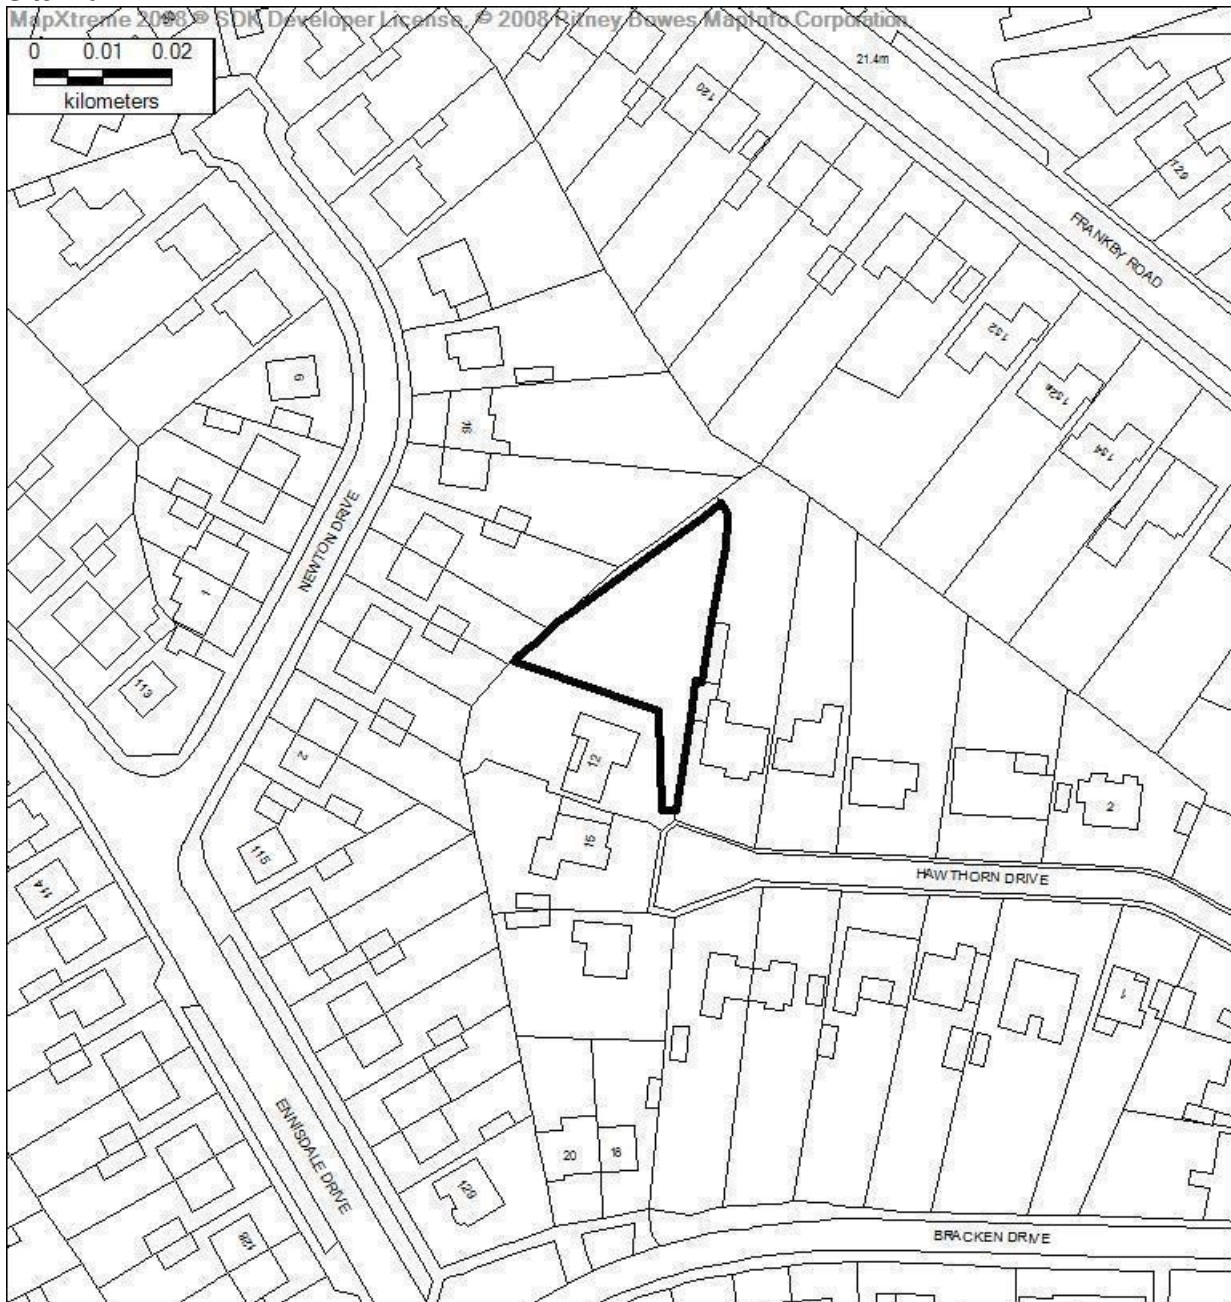 MapXtreme 2008 ® SDK Developer License. © 2008 Pitney Bowes MapInfo Corporation.
0 0.01 0.02
kilometers
21.4m
120
129
FRANKBY ROAD
132
132a
134
16
NEWTON DRIVE
1
113
2
12
2
15
115
HAWTHORN DRIVE
114
1
ENNISDALE DRIVE
20
18
129
128
BRACKEN DRIVE